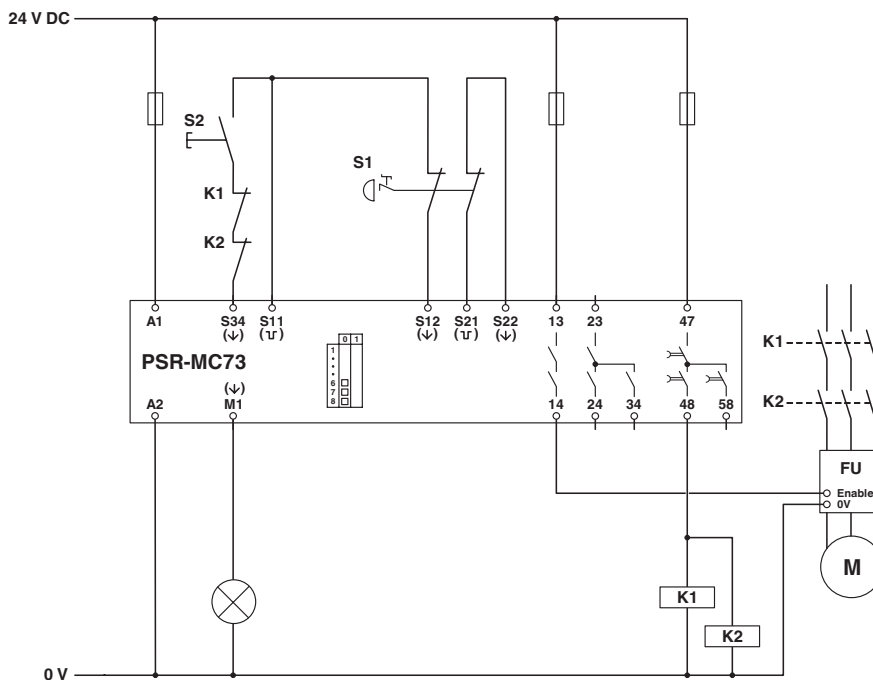 24 V DC
S2
S1
K1
K2
A1 S34 S11 S12 S21 S22 13 23 47
(↓) (↓) (↓)
0 1
1
PSR-MC73
6
7
8
(↓)
A2 M1 14 24 34 48 58
K1
K2
FU
Enable
0V
M
K1
K2
0 V